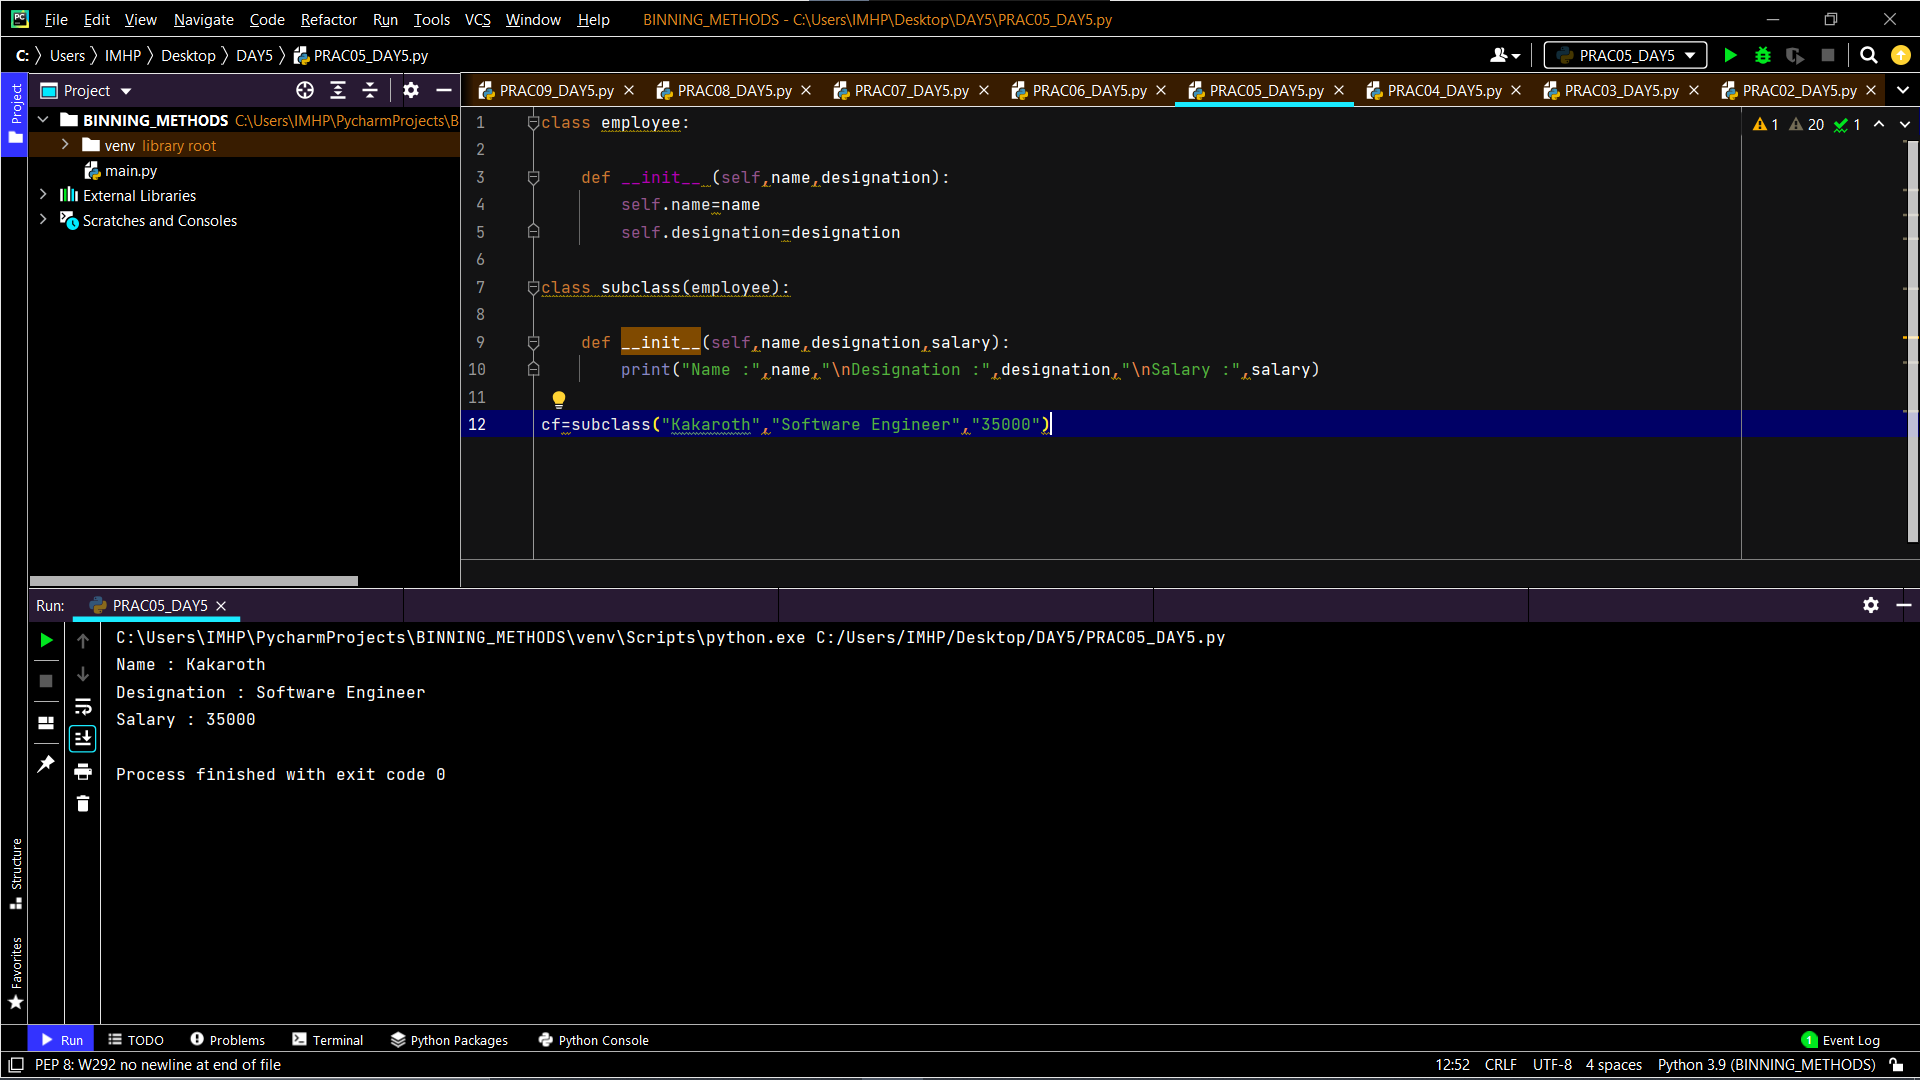 PC File Edit View Navigate Code Refactor Run Tools VCS Window Help BINNING_METHODS - C:\Users\IMHP\Desktop\DAY5\PRAC05_DAY5.py
C: Users IMHP Desktop DAY5 PRAC05_DAY5.py PRAC05_DAY5
Project
Project
PRAC09_DAY5.py PRAC08_DAY5.py PRAC07_DAY5.py PRAC06_DAY5.py PRAC05_DAY5.py PRAC04_DAY5.py PRAC03_DAY5.py PRAC02_DAY5.py
BINNING_METHODS C:\Users\IMHP\PycharmProjects\B
venv library root
main.py
External Libraries
Scratches and Consoles
1 20 1
1 class employee:
2
3 def __init__ (self,name,designation):
4 self.name=name
5 self.designation=designation
6
7 class subclass(employee):
8
9 def __init__(self,name,designation,salary):
10 print("Name :",name,"\nDesignation :",designation,"\nSalary :",salary)
11
12 cf=subclass("Kakaroth","Software Engineer","35000")
Run: PRAC05_DAY5
C:\Users\IMHP\PycharmProjects\BINNING_METHODS\venv\Scripts\python.exe C:/Users/IMHP/Desktop/DAY5/PRAC05_DAY5.py
Name : Kakaroth
Designation : Software Engineer
Salary : 35000
Process finished with exit code 0
Structure
Favorites
Run TODO Problems Terminal Python Packages Python Console 1 Event Log
PEP 8: W292 no newline at end of file 12:52 CRLF UTF-8 4 spaces Python 3.9 (BINNING_METHODS)